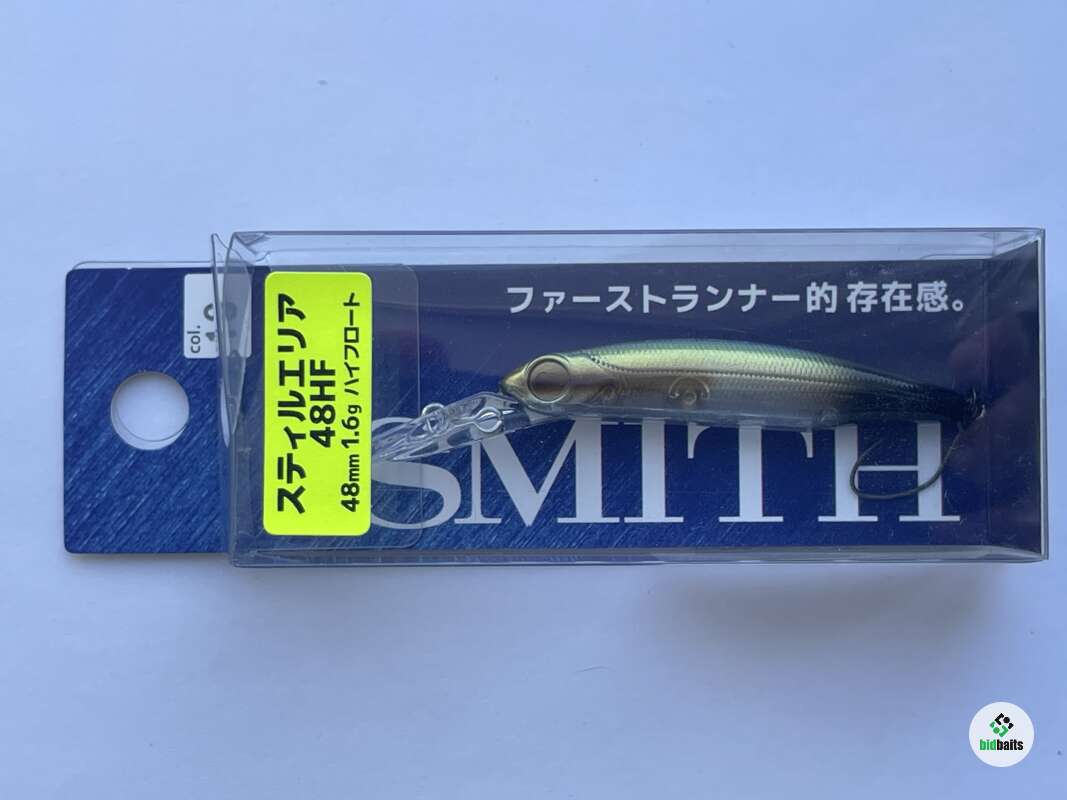 col.
スティルエリア
48HF
48mm 1.6g ハイフロート
ファーストランナー的 存在感。
SMITH
bidbaits